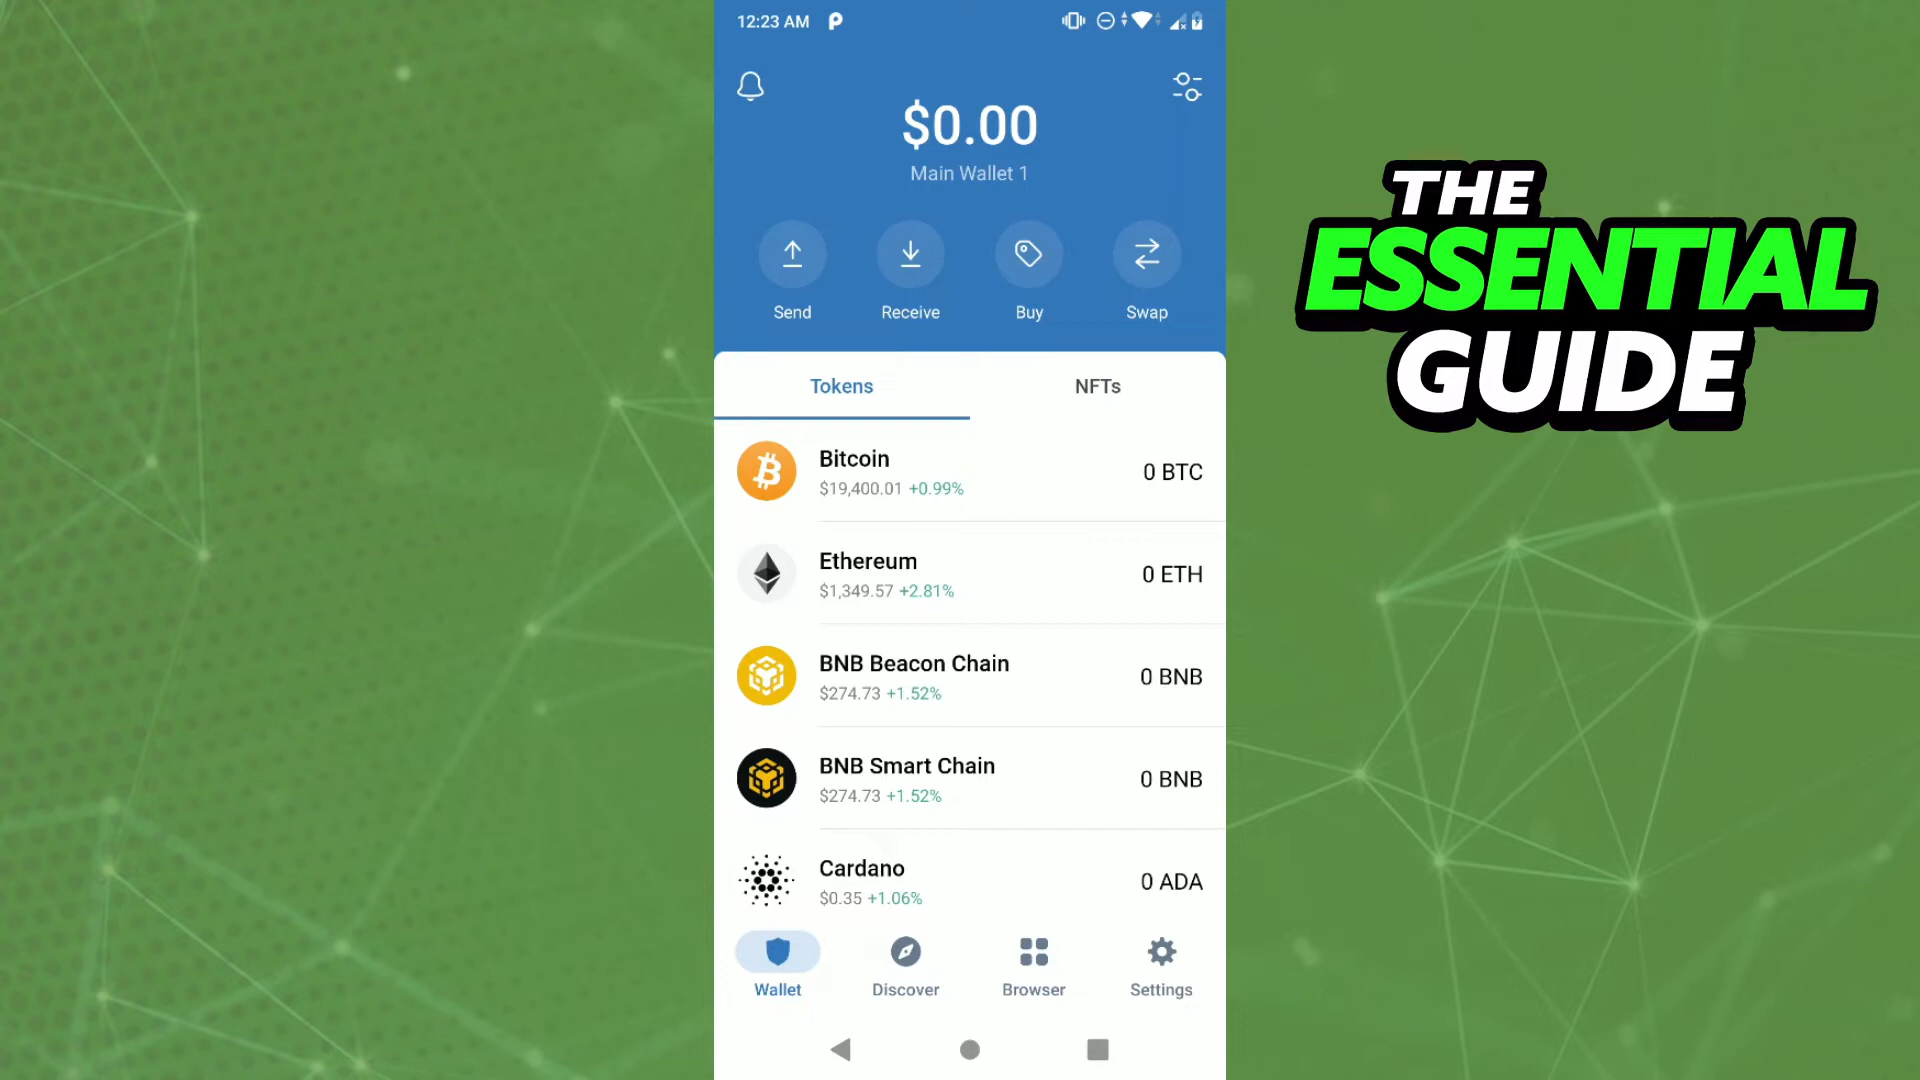 12:23 AM
$0.00
Main Wallet 1
Send
Receive
Buy
Swap
Tokens
NFTs
Bitcoin
$19,400.01 +0.99%
0 BTC
Ethereum
$1,349.57 +2.81%
0 ETH
BNB Beacon Chain
$274.73 +1.52%
0 BNB
BNB Smart Chain
$274.73 +1.52%
0 BNB
Cardano
$0.35 +1.06%
0 ADA
Wallet
Discover
Browser
Settings
THE
ESSENTIAL
GUIDE